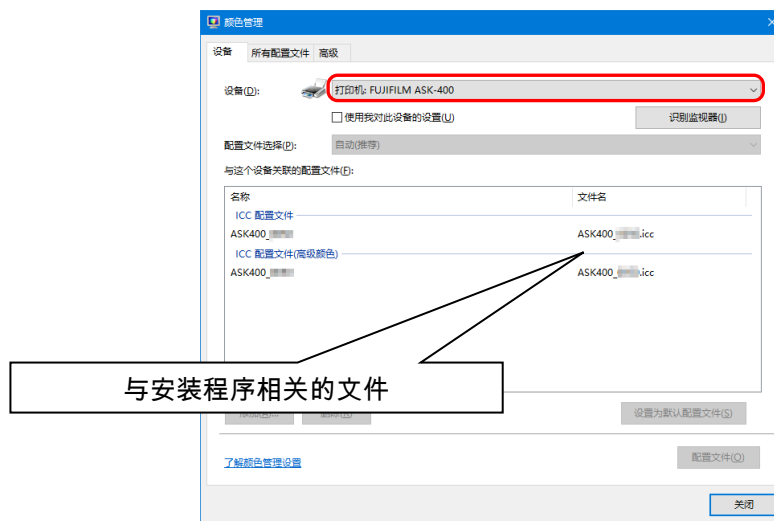 颜色管理
设备 所有配置文件 高级
设备(D): 打印机: FUJIFILM ASK-400
使用我对此设备的设置(U) 识别监视器(I)
配置文件选择(P): 自动(推荐)
与这个设备关联的配置文件(F):
名称 文件名
ICC 配置文件
ASK400_ ASK400_ .icc
ICC 配置文件(高级颜色)
ASK400_ ASK400_ .icc
与安装程序相关的文件
设置为默认配置文件(S)
了解颜色管理设置 配置文件(O)
关闭